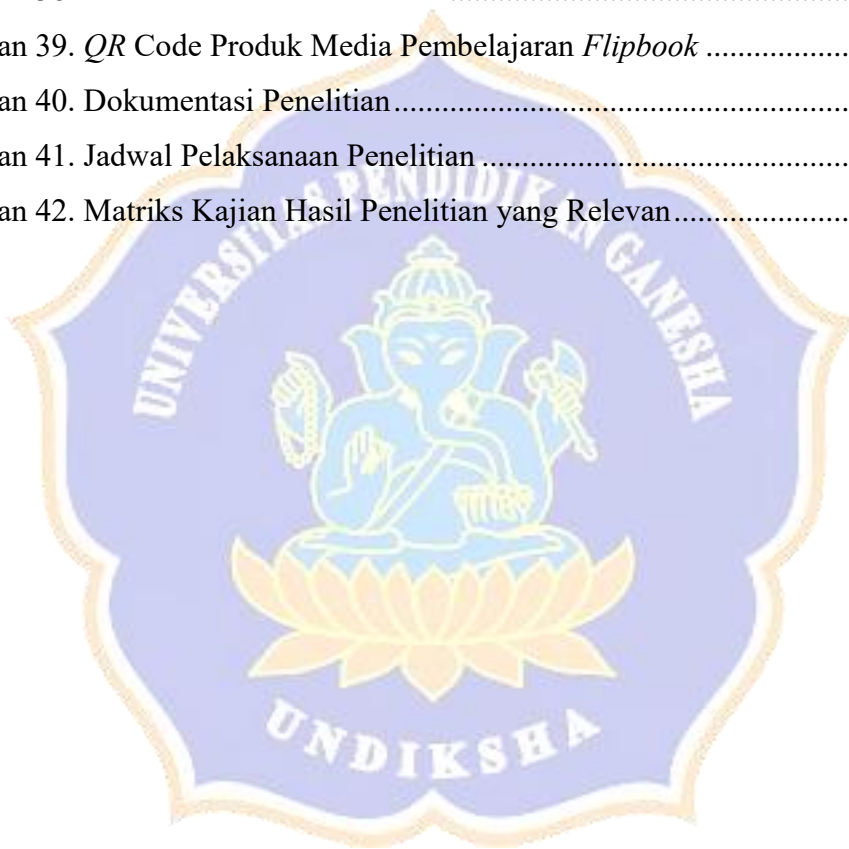 an 39. QR Code Produk Media Pembelajaran Flipbook ..................
an 40. Dokumentasi Penelitian..........................................................
an 41. Jadwal Pelaksanaan Penelitian ...............................................
an 42. Matriks Kajian Hasil Penelitian yang Relevan......................
UNIVERSITAS PENDIDIKAN GANESHA
UNDIKSHA